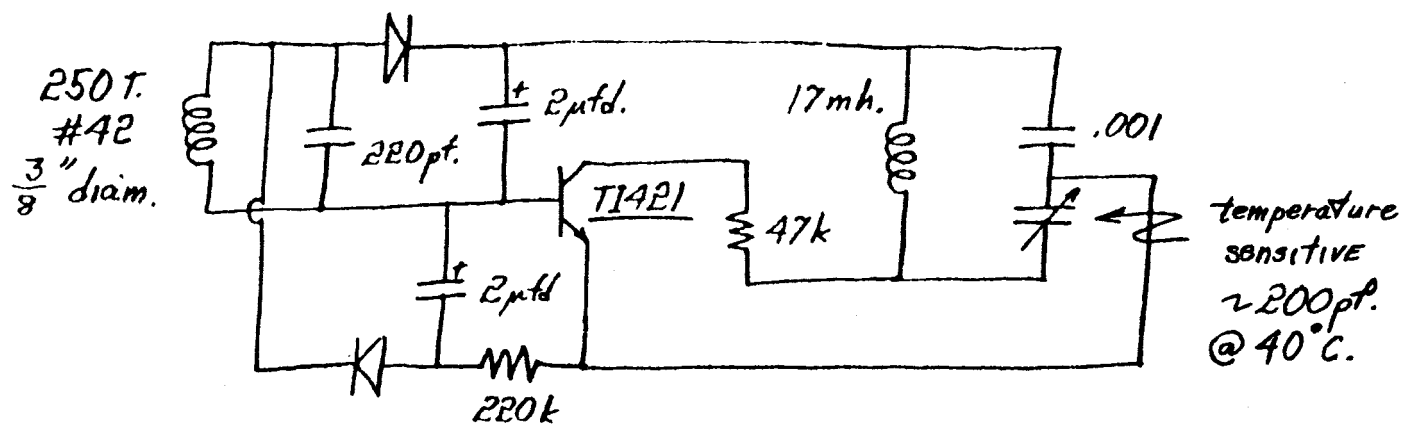 250 T.
#42
3/8 " diam.
220pf.
+
2μfd.
TI421
47k
17mh.
.001
temperature
sensitive
~200pf.
@ 40°C.
+
2μfd
220k